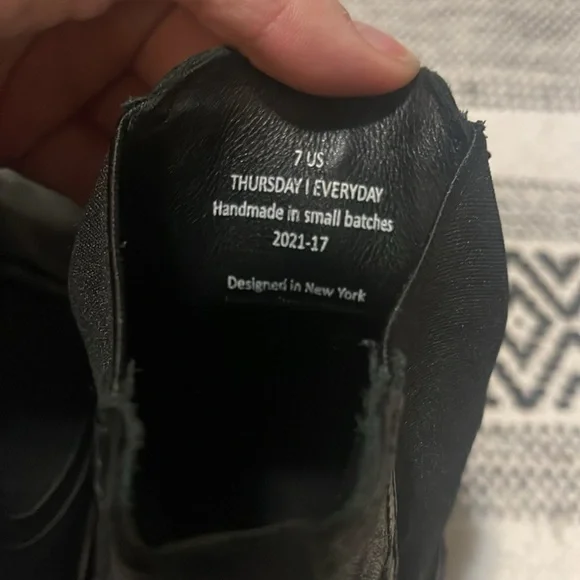 7 US
THURSDAY | EVERYDAY
Handmade in small batches
2021-17
Designed in New York